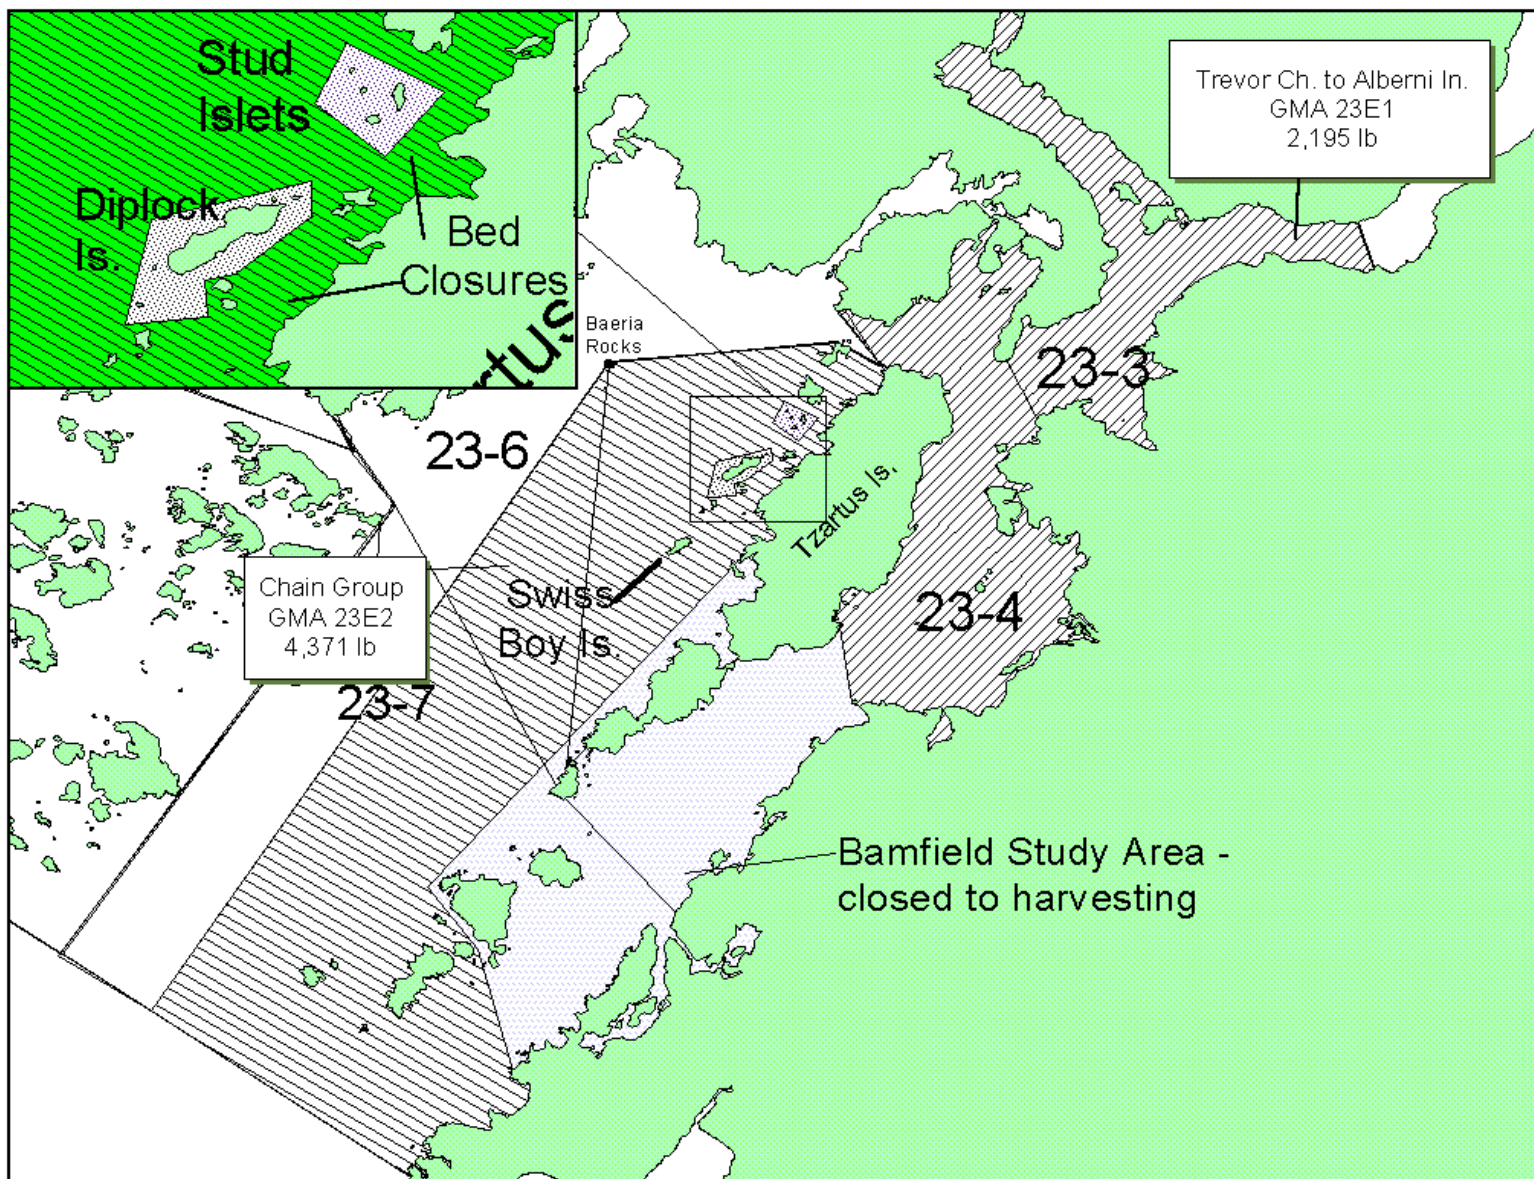 Stud
Islets
Diplock
Is.
Bed
Closures
rtus
Trevor Ch. to Alberni In.
GMA 23E1
2,195 lb
Baeria
Rocks
23-3
23-6
Tzartus Is.
Chain Group
GMA 23E2
4,371 lb
Swiss
Boy Is.
23-4
23-7
Bamfield Study Area -
closed to harvesting